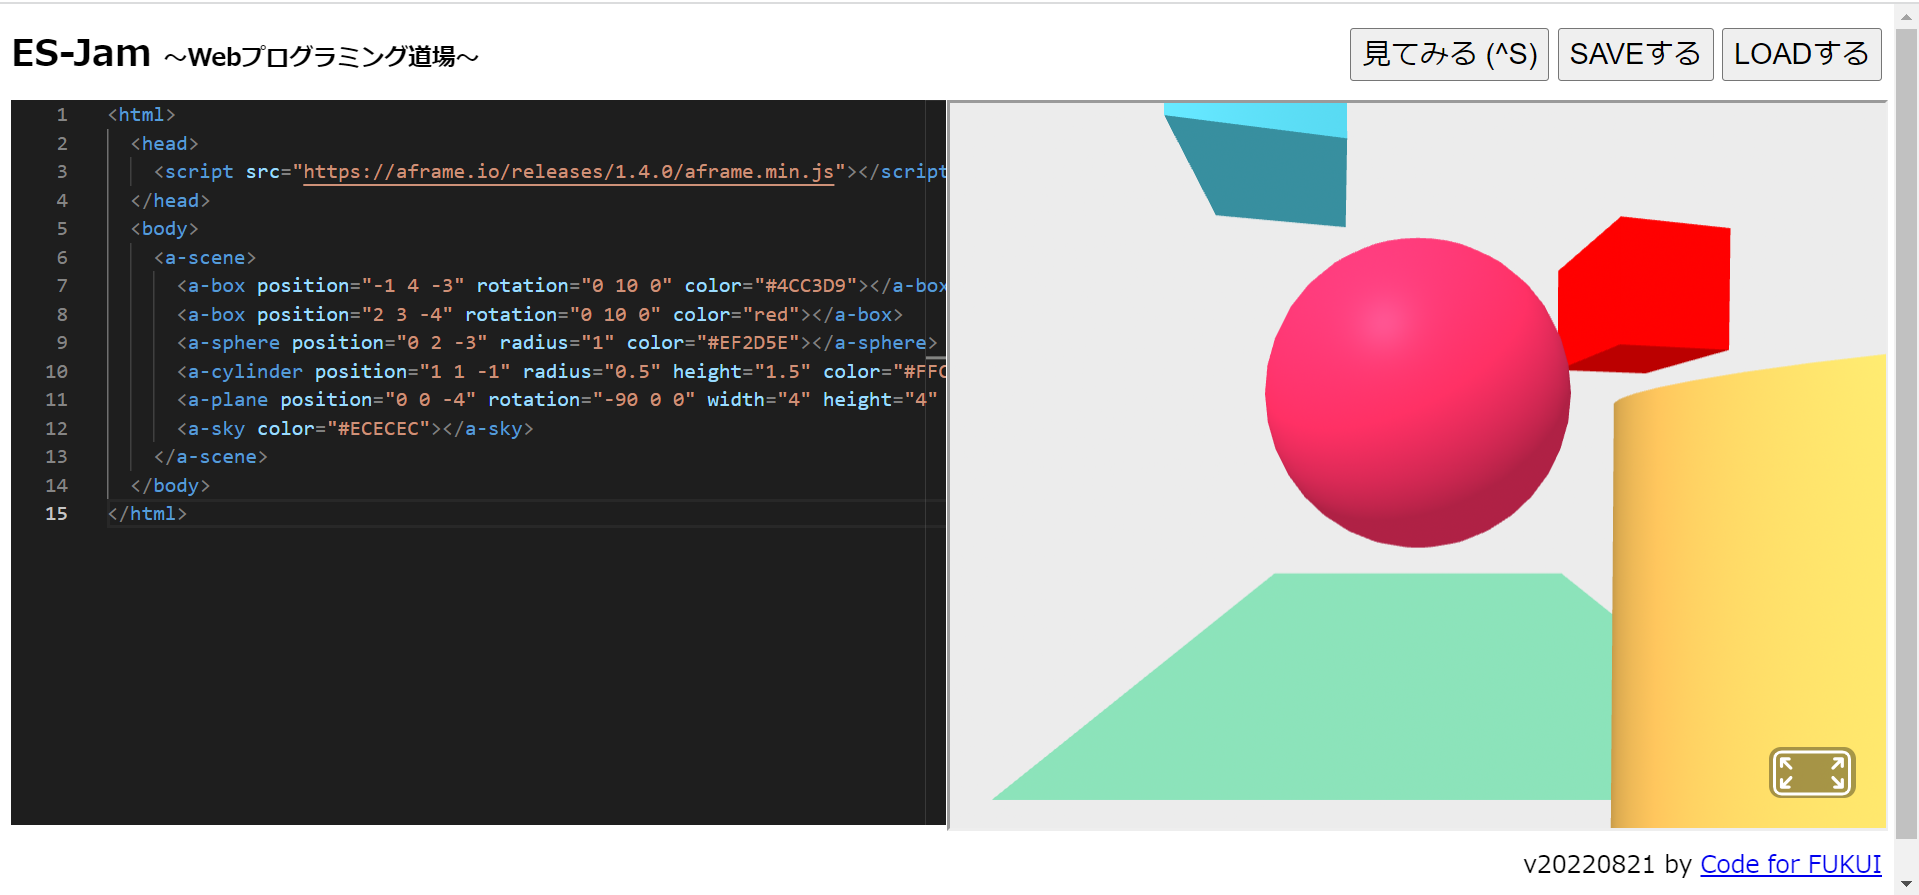 ES-Jam ～Webプログラミング道場～
見てみる (^S) SAVEする LOADする
1 <html>
2 <head>
3 <script src="https://aframe.io/releases/1.4.0/aframe.min.js"></script
4 </head>
5 <body>
6 <a-scene>
7 <a-box position="-1 4 -3" rotation="0 10 0" color="#4CC3D9"></a-box
8 <a-box position="2 3 -4" rotation="0 10 0" color="red"></a-box>
9 <a-sphere position="0 2 -3" radius="1" color="#EF2D5E"></a-sphere>
10 <a-cylinder position="1 1 -1" radius="0.5" height="1.5" color="#FFC
11 <a-plane position="0 0 -4" rotation="-90 0 0" width="4" height="4"
12 <a-sky color="#ECECEC"></a-sky>
13 </a-scene>
14 </body>
15 </html>
v20220821 by Code for FUKUI